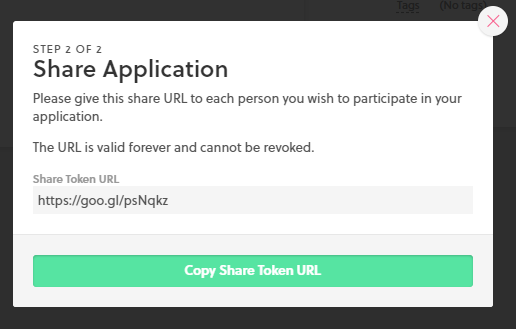 Tags (No tags)
STEP 2 OF 2
Share Application
Please give this share URL to each person you wish to participate in your
application.
The URL is valid forever and cannot be revoked.
Share Token URL
https://goo.gl/psNqkz
Copy Share Token URL